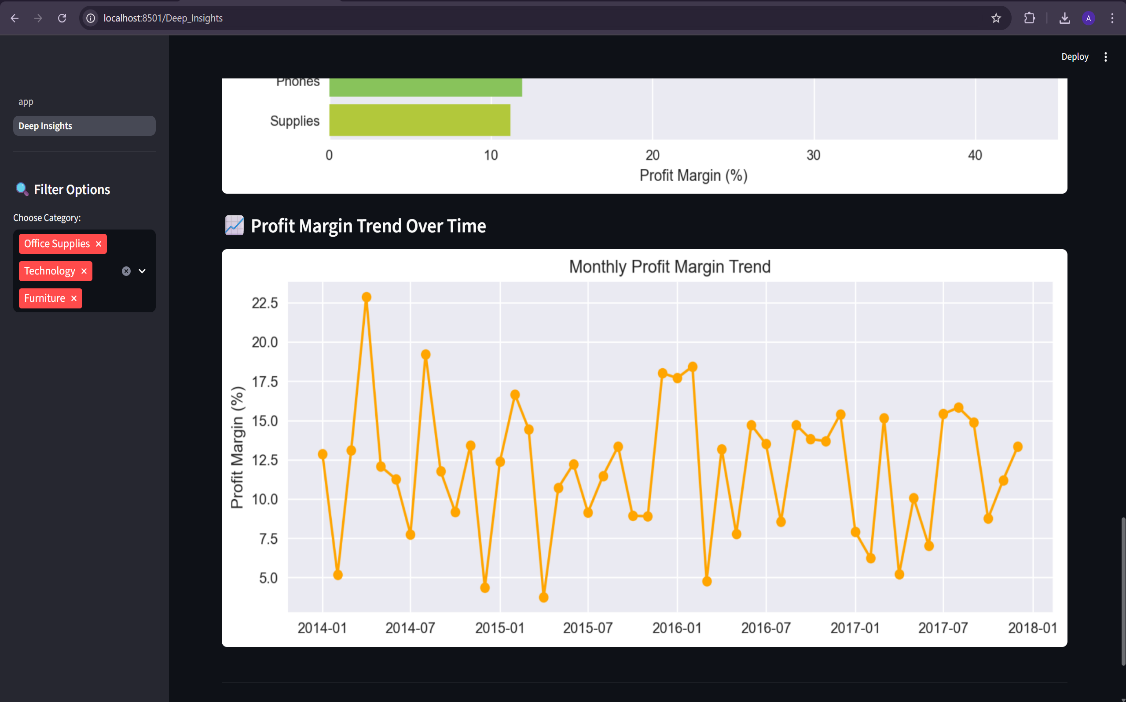 localhost:8501/Deep_Insights
A
Deploy
app
Deep Insights
Filter Options
Choose Category:
Office Supplies ×
Technology ×
Furniture ×
Phones
Supplies
0 10 20 30 40
Profit Margin (%)
Profit Margin Trend Over Time
Monthly Profit Margin Trend
Profit Margin (%)
22.5
20.0
17.5
15.0
12.5
10.0
7.5
5.0
2014-01 2014-07 2015-01 2015-07 2016-01 2016-07 2017-01 2017-07 2018-01